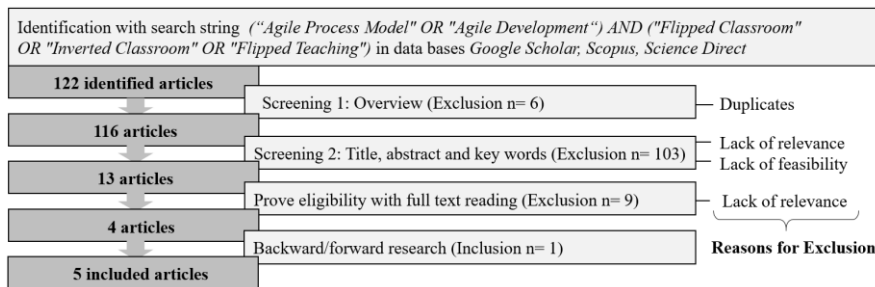 Identification with search string (“Agile Process Model" OR "Agile Development“) AND ("Flipped Classroom"
OR "Inverted Classroom" OR "Flipped Teaching") in data bases Google Scholar, Scopus, Science Direct
122 identified articles
Screening 1: Overview (Exclusion n= 6)
Duplicates
116 articles
Screening 2: Title, abstract and key words (Exclusion n= 103)
Lack of relevance
Lack of feasibility
13 articles
Prove eligibility with full text reading (Exclusion n= 9)
Lack of relevance
4 articles
Backward/forward research (Inclusion n= 1)
Reasons for Exclusion
5 included articles